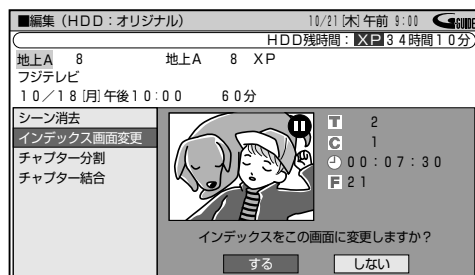 ■編集（HDD：オリジナル） 10/21［木］午前 9:00 G-GUIDE
HDD残時間：XP34時間10分
地上A 8 地上A 8 XP
フジテレビ
10／18［月］午後10:00 60分
シーン消去
インデックス画面変更
チャプター分割
チャプター結合
T 2
C 1
00:07:30
F 21
インデックスをこの画面に変更しますか？
する しない